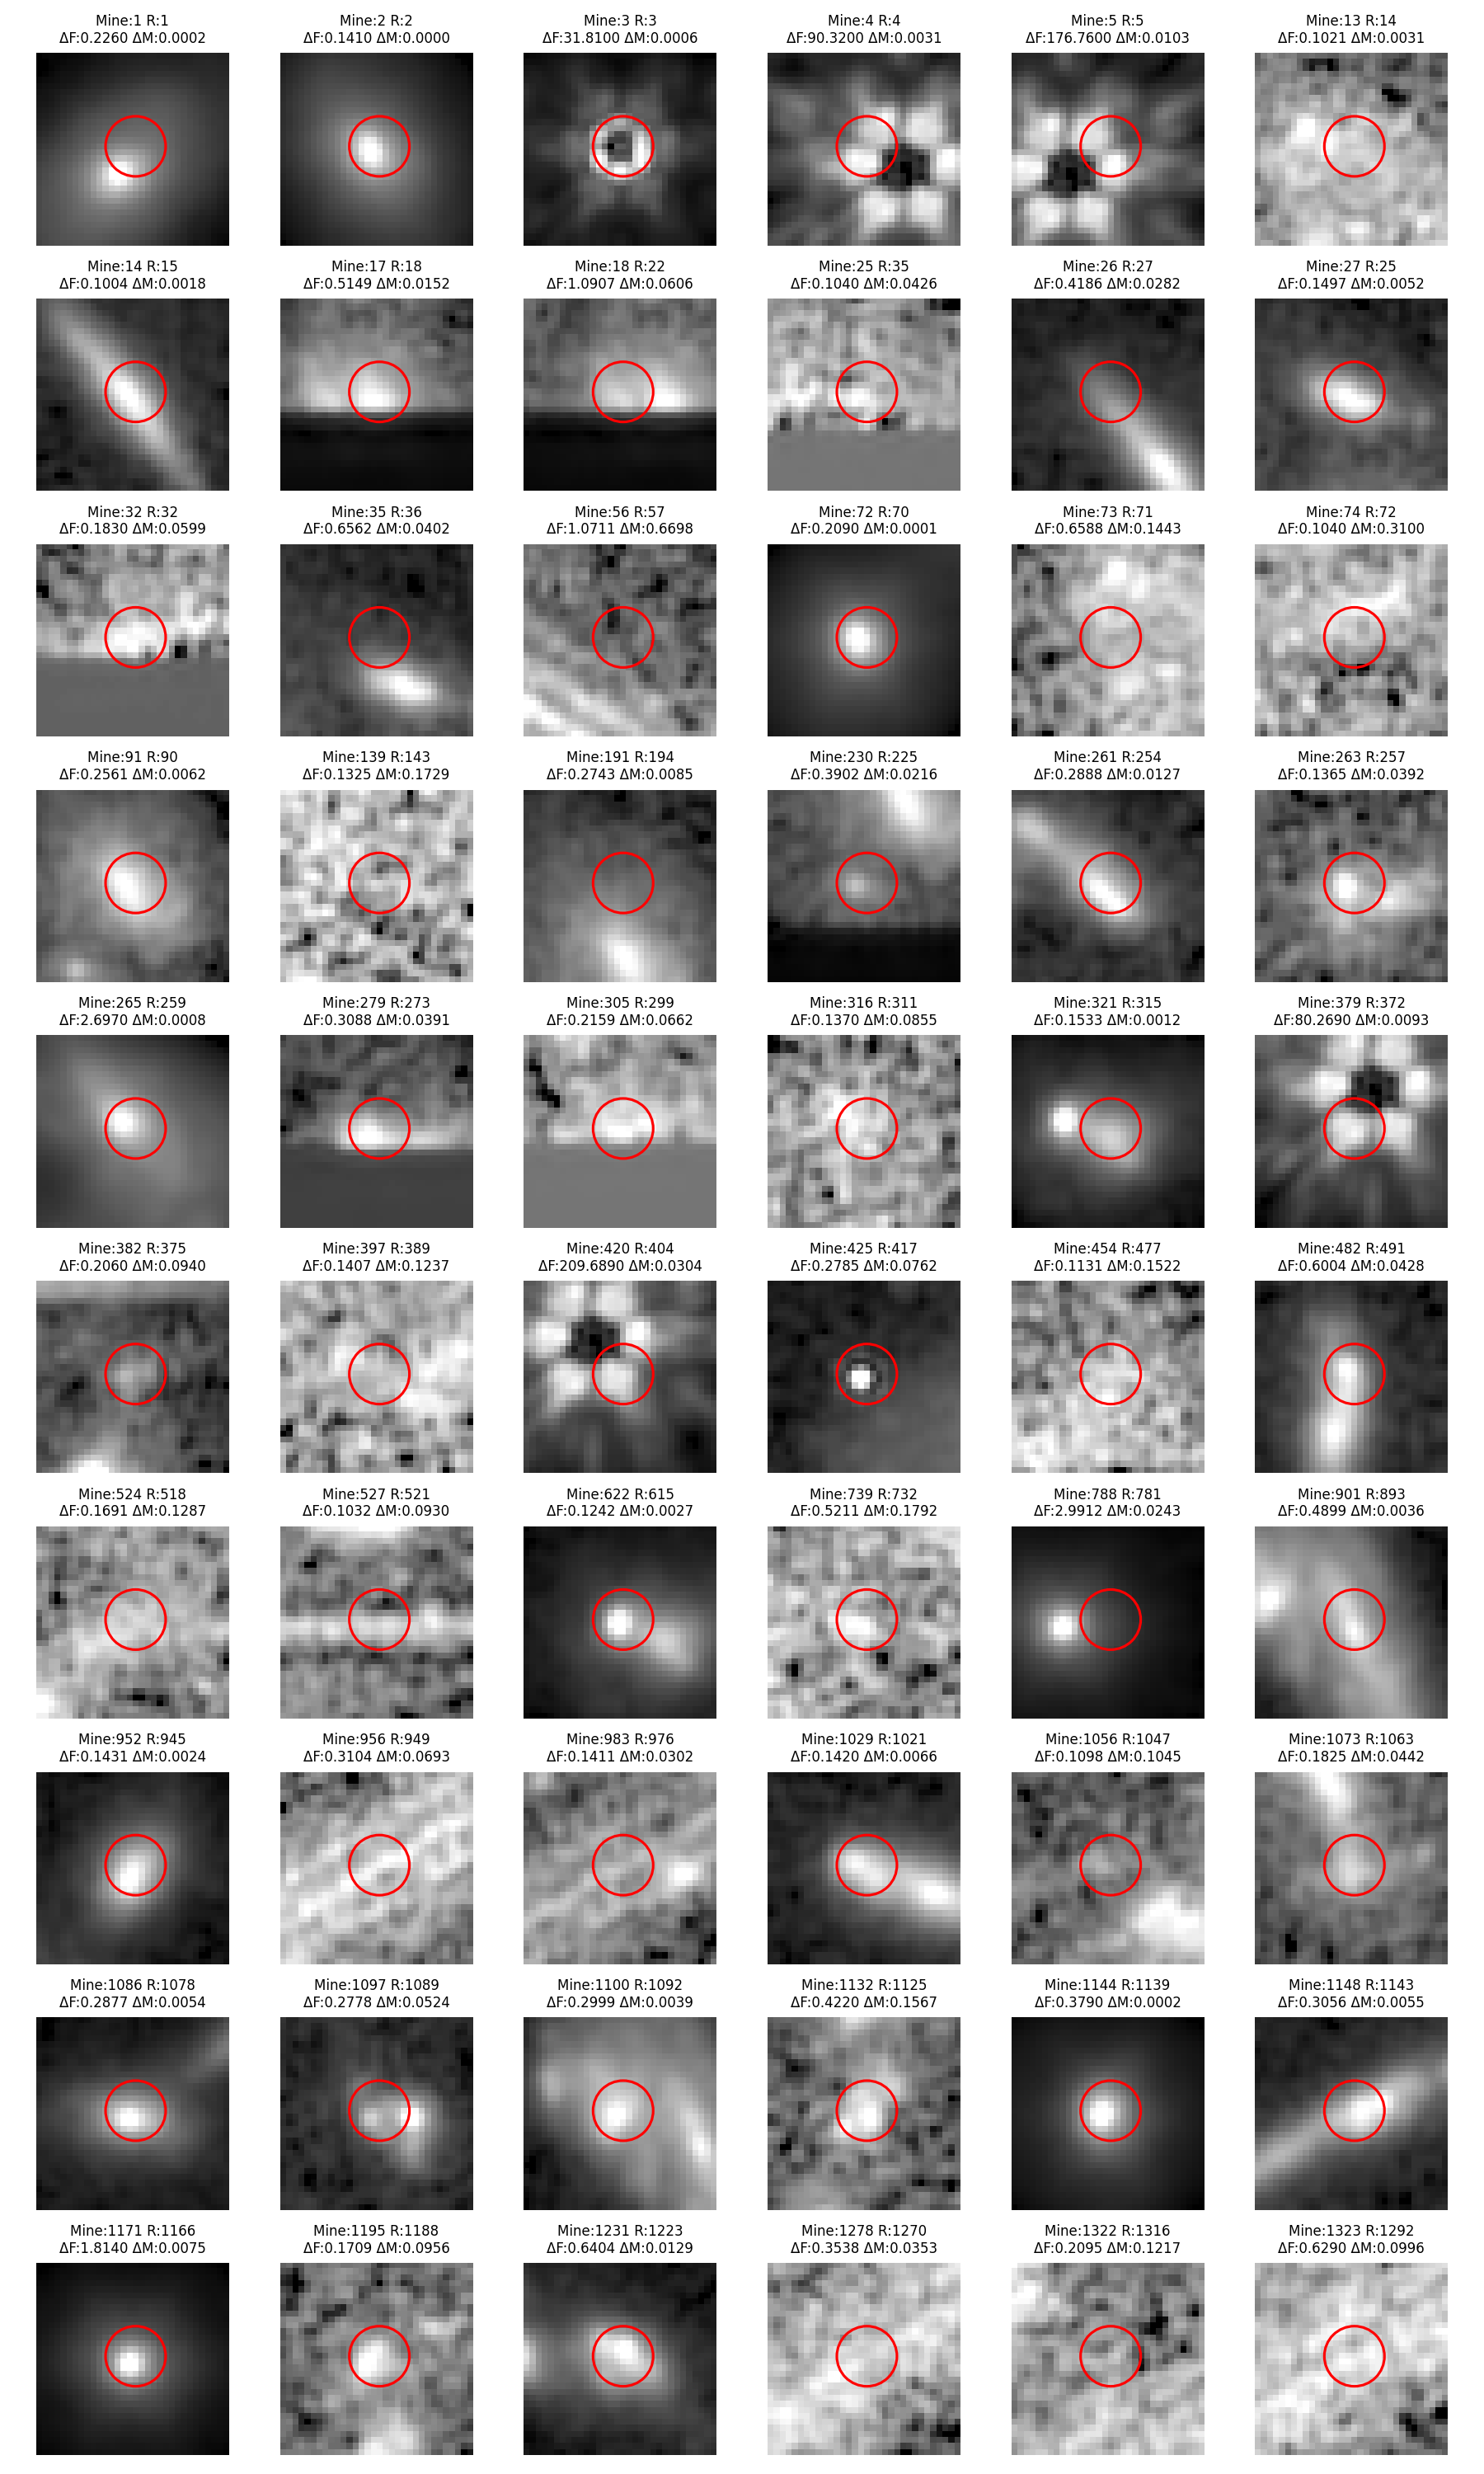 Mine:1 R:1
ΔF:0.2260 ΔM:0.0002
Mine:2 R:2
ΔF:0.1410 ΔM:0.0000
Mine:3 R:3
ΔF:31.8100 ΔM:0.0006
Mine:4 R:4
ΔF:90.3200 ΔM:0.0031
Mine:5 R:5
ΔF:176.7600 ΔM:0.0103
Mine:13 R:14
ΔF:0.1021 ΔM:0.0031
Mine:14 R:15
ΔF:0.1004 ΔM:0.0018
Mine:17 R:18
ΔF:0.5149 ΔM:0.0152
Mine:18 R:22
ΔF:1.0907 ΔM:0.0606
Mine:25 R:35
ΔF:0.1040 ΔM:0.0426
Mine:26 R:27
ΔF:0.4186 ΔM:0.0282
Mine:27 R:25
ΔF:0.1497 ΔM:0.0052
Mine:32 R:32
ΔF:0.1830 ΔM:0.0599
Mine:35 R:36
ΔF:0.6562 ΔM:0.0402
Mine:56 R:57
ΔF:1.0711 ΔM:0.6698
Mine:72 R:70
ΔF:0.2090 ΔM:0.0001
Mine:73 R:71
ΔF:0.6588 ΔM:0.1443
Mine:74 R:72
ΔF:0.1040 ΔM:0.3100
Mine:91 R:90
ΔF:0.2561 ΔM:0.0062
Mine:139 R:143
ΔF:0.1325 ΔM:0.1729
Mine:191 R:194
ΔF:0.2743 ΔM:0.0085
Mine:230 R:225
ΔF:0.3902 ΔM:0.0216
Mine:261 R:254
ΔF:0.2888 ΔM:0.0127
Mine:263 R:257
ΔF:0.1365 ΔM:0.0392
Mine:265 R:259
ΔF:2.6970 ΔM:0.0008
Mine:279 R:273
ΔF:0.3088 ΔM:0.0391
Mine:305 R:299
ΔF:0.2159 ΔM:0.0662
Mine:316 R:311
ΔF:0.1370 ΔM:0.0855
Mine:321 R:315
ΔF:0.1533 ΔM:0.0012
Mine:379 R:372
ΔF:80.2690 ΔM:0.0093
Mine:382 R:375
ΔF:0.2060 ΔM:0.0940
Mine:397 R:389
ΔF:0.1407 ΔM:0.1237
Mine:420 R:404
ΔF:209.6890 ΔM:0.0304
Mine:425 R:417
ΔF:0.2785 ΔM:0.0762
Mine:454 R:477
ΔF:0.1131 ΔM:0.1522
Mine:482 R:491
ΔF:0.6004 ΔM:0.0428
Mine:524 R:518
ΔF:0.1691 ΔM:0.1287
Mine:527 R:521
ΔF:0.1032 ΔM:0.0930
Mine:622 R:615
ΔF:0.1242 ΔM:0.0027
Mine:739 R:732
ΔF:0.5211 ΔM:0.1792
Mine:788 R:781
ΔF:2.9912 ΔM:0.0243
Mine:901 R:893
ΔF:0.4899 ΔM:0.0036
Mine:952 R:945
ΔF:0.1431 ΔM:0.0024
Mine:956 R:949
ΔF:0.3104 ΔM:0.0693
Mine:983 R:976
ΔF:0.1411 ΔM:0.0302
Mine:1029 R:1021
ΔF:0.1420 ΔM:0.0066
Mine:1056 R:1047
ΔF:0.1098 ΔM:0.1045
Mine:1073 R:1063
ΔF:0.1825 ΔM:0.0442
Mine:1086 R:1078
ΔF:0.2877 ΔM:0.0054
Mine:1097 R:1089
ΔF:0.2778 ΔM:0.0524
Mine:1100 R:1092
ΔF:0.2999 ΔM:0.0039
Mine:1132 R:1125
ΔF:0.4220 ΔM:0.1567
Mine:1144 R:1139
ΔF:0.3790 ΔM:0.0002
Mine:1148 R:1143
ΔF:0.3056 ΔM:0.0055
Mine:1171 R:1166
ΔF:1.8140 ΔM:0.0075
Mine:1195 R:1188
ΔF:0.1709 ΔM:0.0956
Mine:1231 R:1223
ΔF:0.6404 ΔM:0.0129
Mine:1278 R:1270
ΔF:0.3538 ΔM:0.0353
Mine:1322 R:1316
ΔF:0.2095 ΔM:0.1217
Mine:1323 R:1292
ΔF:0.6290 ΔM:0.0996